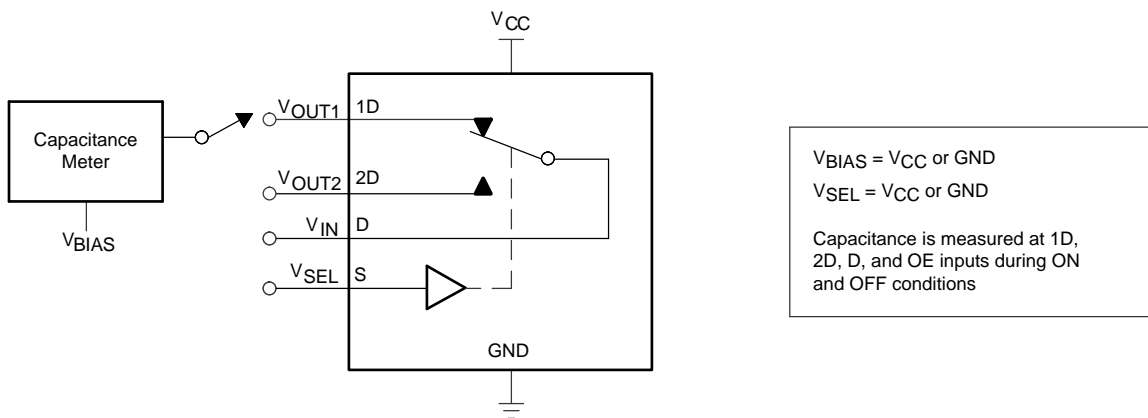 VCC
Capacitance
Meter
VBIAS
VOUT1 1D
VOUT2 2D
VIN D
VSEL S
GND
VBIAS = VCC or GND
VSEL = VCC or GND
Capacitance is measured at 1D,
2D, D, and OE inputs during ON
and OFF conditions